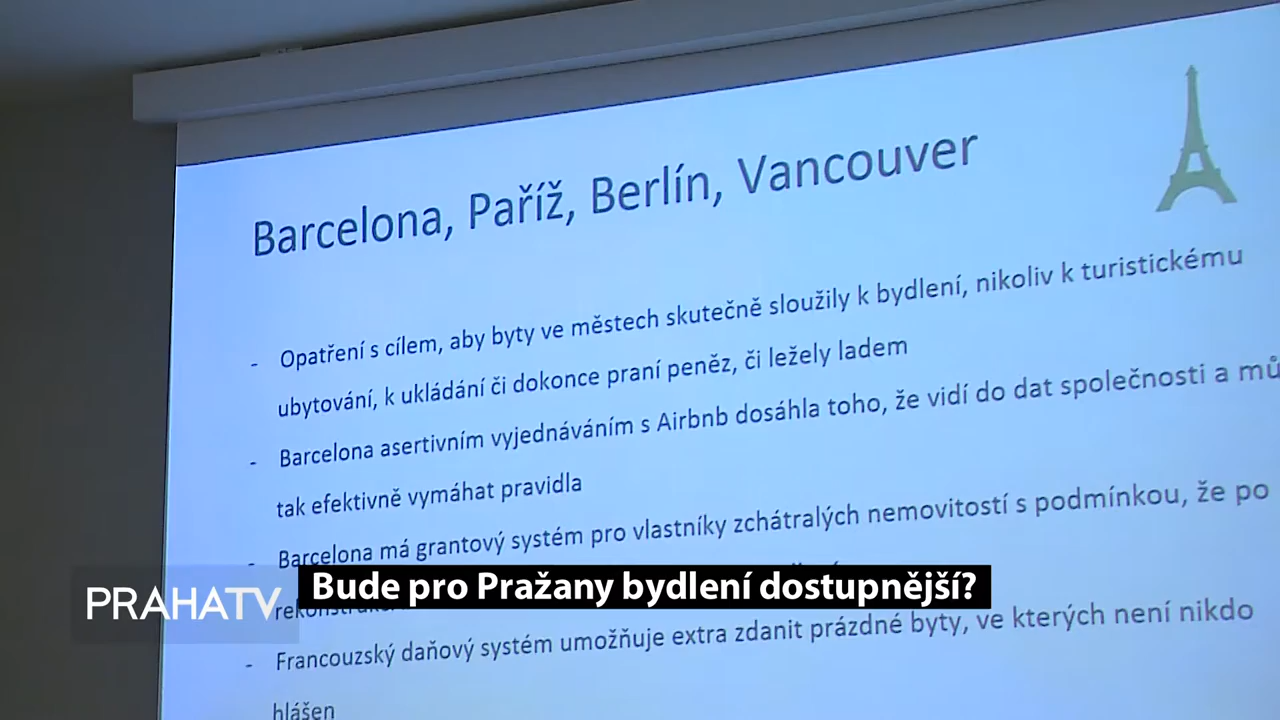 Barcelona, Paříž, Berlín, Vancouver
- Opatření s cílem, aby byty ve městech skutečně sloužily k bydlení, nikoliv k turistickému
ubytování, k ukládání či dokonce praní peněz, či ležely ladem
- Barcelona asertivním vyjednáváním s Airbnb dosáhla toho, že vidí do dat společnosti a mů
tak efektivně vymáhat pravidla
- Barcelona má grantový systém pro vlastníky zchátralých nemovitostí s podmínkou, že po
Bude pro Pražany bydlení dostupnější?
PRAHATV
- Francouzský daňový systém umožňuje extra zdanit prázdné byty, ve kterých není nikdo
hlášen